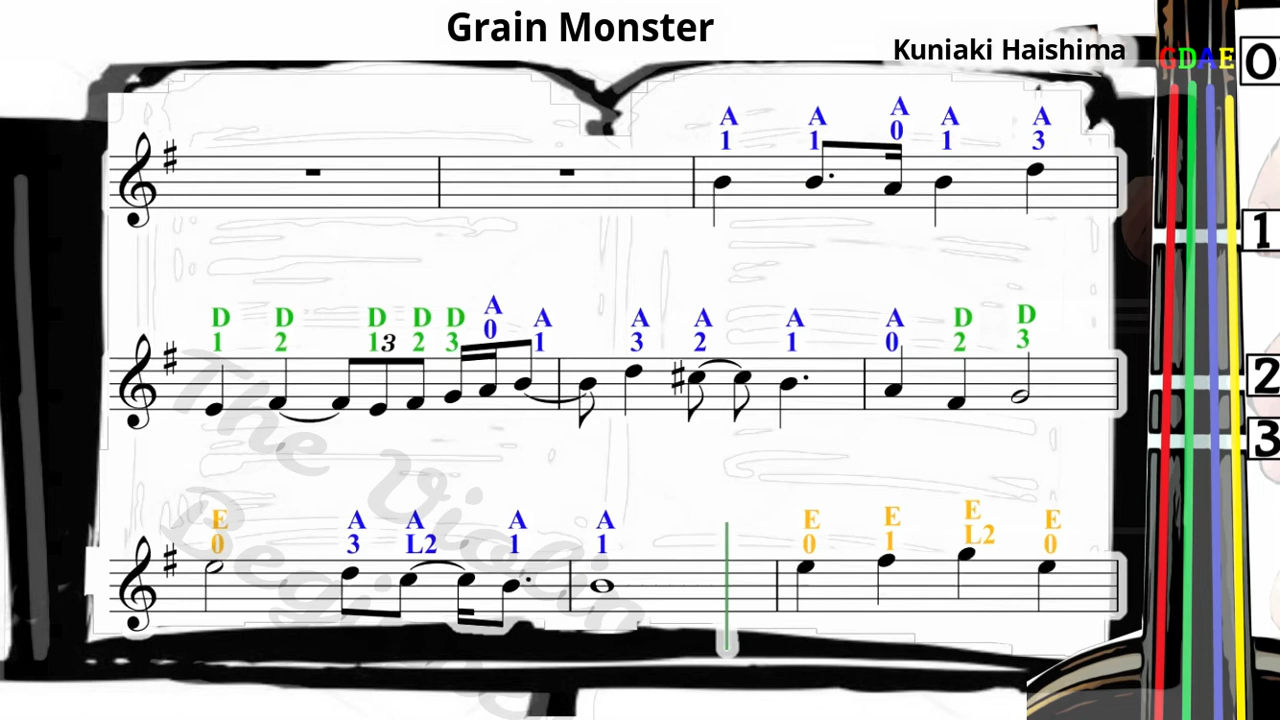 Grain Monster
Kuniaki Haishima
G D A E
0
1
2
3
A A A A A
1 1 0 1 3
D D D D D A A A A A A D D
1 2 1 3 2 3 0 1 3 2 1 0 2 3
E A A A A E E E E
0 3 L2 1 1 0 1 L2 0
The Violin
Beginning